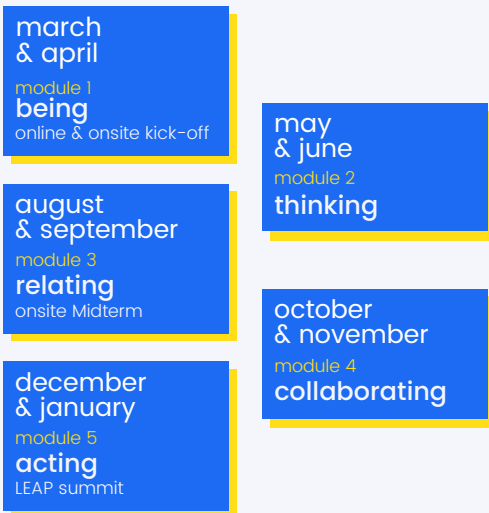 march
& april
module 1
being
online & onsite kick-off
may
& june
module 2
thinking
august
& september
module 3
relating
onsite Midterm
october
& november
module 4
collaborating
december
& january
module 5
acting
LEAP summit